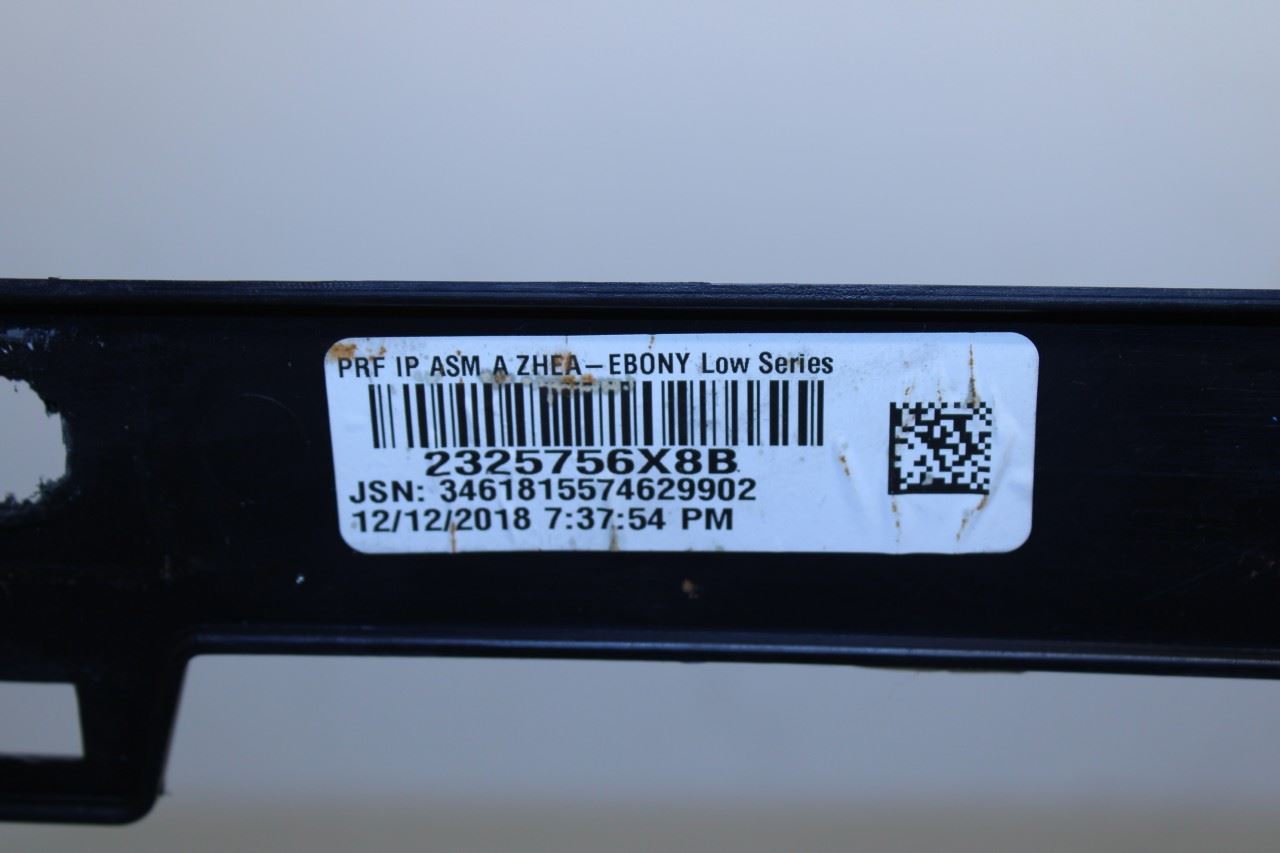 PRF IP ASM A ZHEA-EBONY Low Series
2325756X8B
JSN: 3461815574629902
12/12/2018 7:37:54 PM